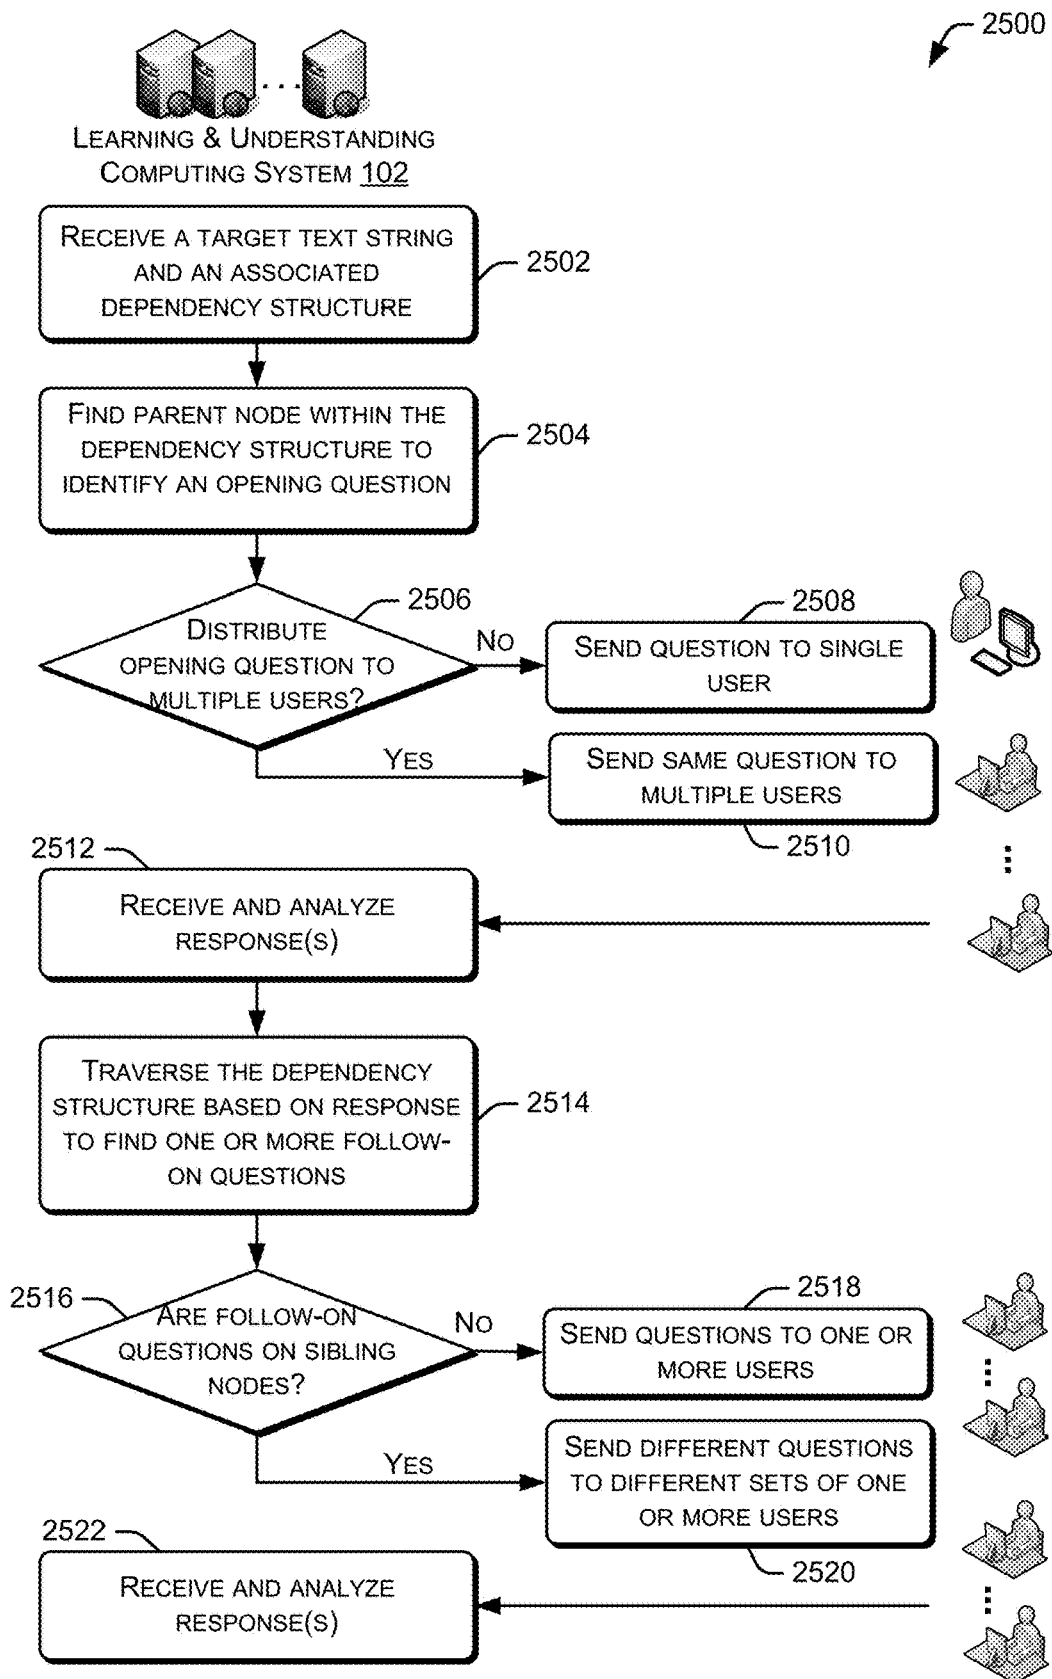 2500
LEARNING & UNDERSTANDING
COMPUTING SYSTEM 102
RECEIVE A TARGET TEXT STRING
AND AN ASSOCIATED
DEPENDENCY STRUCTURE
2502
FIND PARENT NODE WITHIN THE
DEPENDENCY STRUCTURE TO
IDENTIFY AN OPENING QUESTION
2504
2506
DISTRIBUTE
OPENING QUESTION TO
MULTIPLE USERS?
NO
2508
SEND QUESTION TO SINGLE
USER
YES
SEND SAME QUESTION TO
MULTIPLE USERS
2510
2512
RECEIVE AND ANALYZE
RESPONSE(S)
TRAVERSE THE DEPENDENCY
STRUCTURE BASED ON RESPONSE
TO FIND ONE OR MORE FOLLOW-
ON QUESTIONS
2514
2516
ARE FOLLOW-ON
QUESTIONS ON SIBLING
NODES?
NO
2518
SEND QUESTIONS TO ONE OR
MORE USERS
YES
SEND DIFFERENT QUESTIONS
TO DIFFERENT SETS OF ONE
OR MORE USERS
2520
2522
RECEIVE AND ANALYZE
RESPONSE(S)